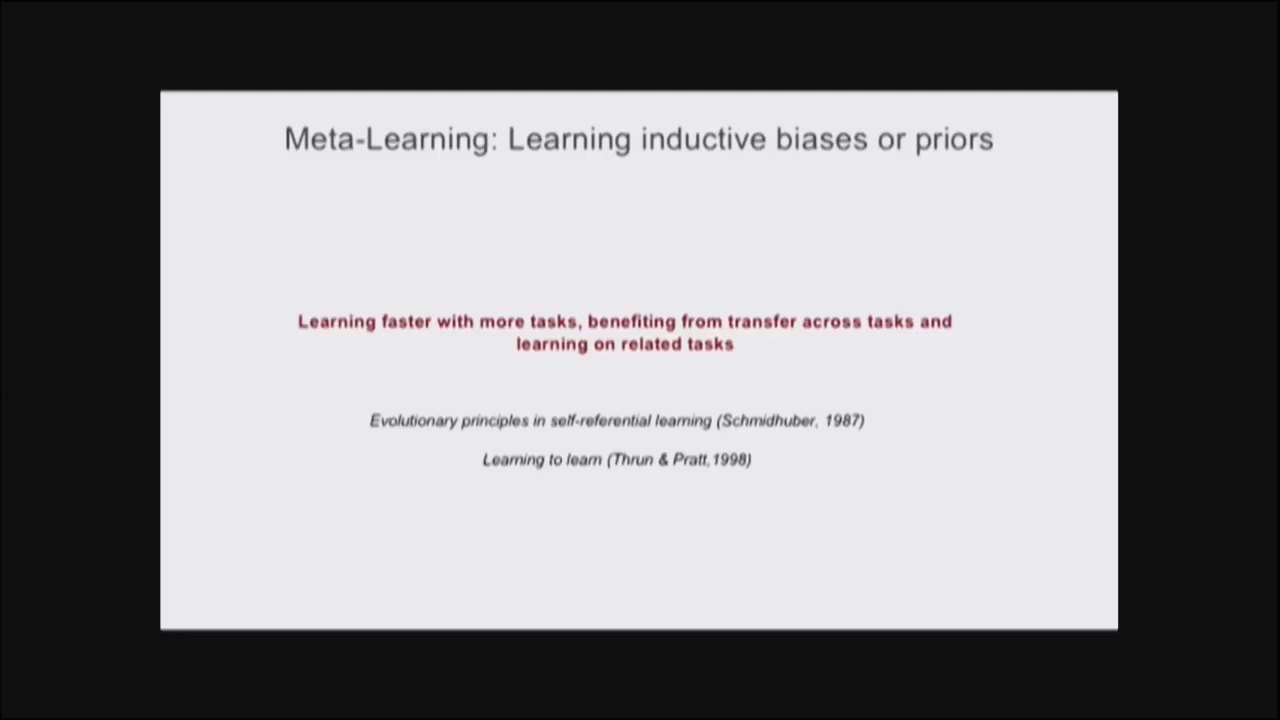 Meta-Learning: Learning inductive biases or priors
Learning faster with more tasks, benefiting from transfer across tasks and
learning on related tasks
Evolutionary principles in self-referential learning (Schmidhuber, 1987)
Learning to learn (Thrun & Pratt, 1998)